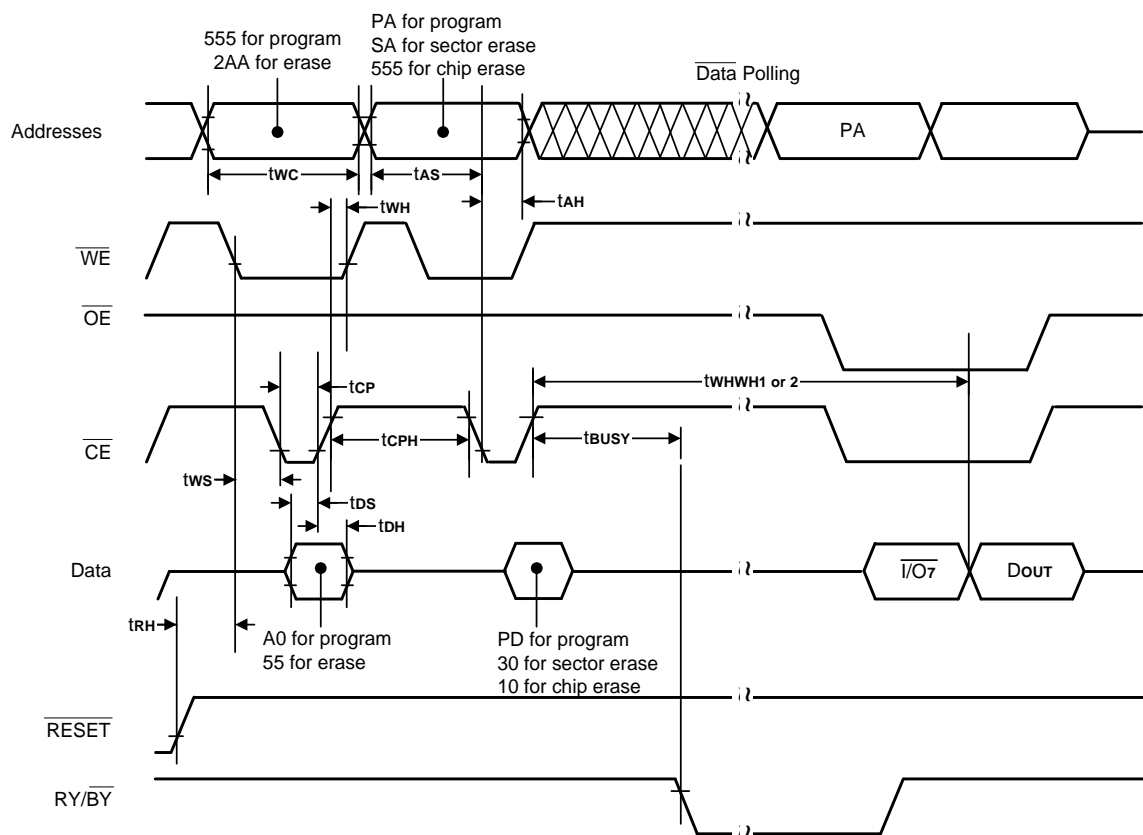 555 for program
2AA for erase
PA for program
SA for sector erase
555 for chip erase
Data Polling
Addresses
PA
tWC
tAS
tAH
tWH
WE
OE
tWHWH1 or 2
tCP
tCPH
tBUSY
CE
tWS
tDS
tDH
Data
I/O7
DOUT
tRH
A0 for program
55 for erase
PD for program
30 for sector erase
10 for chip erase
RESET
RY/BY